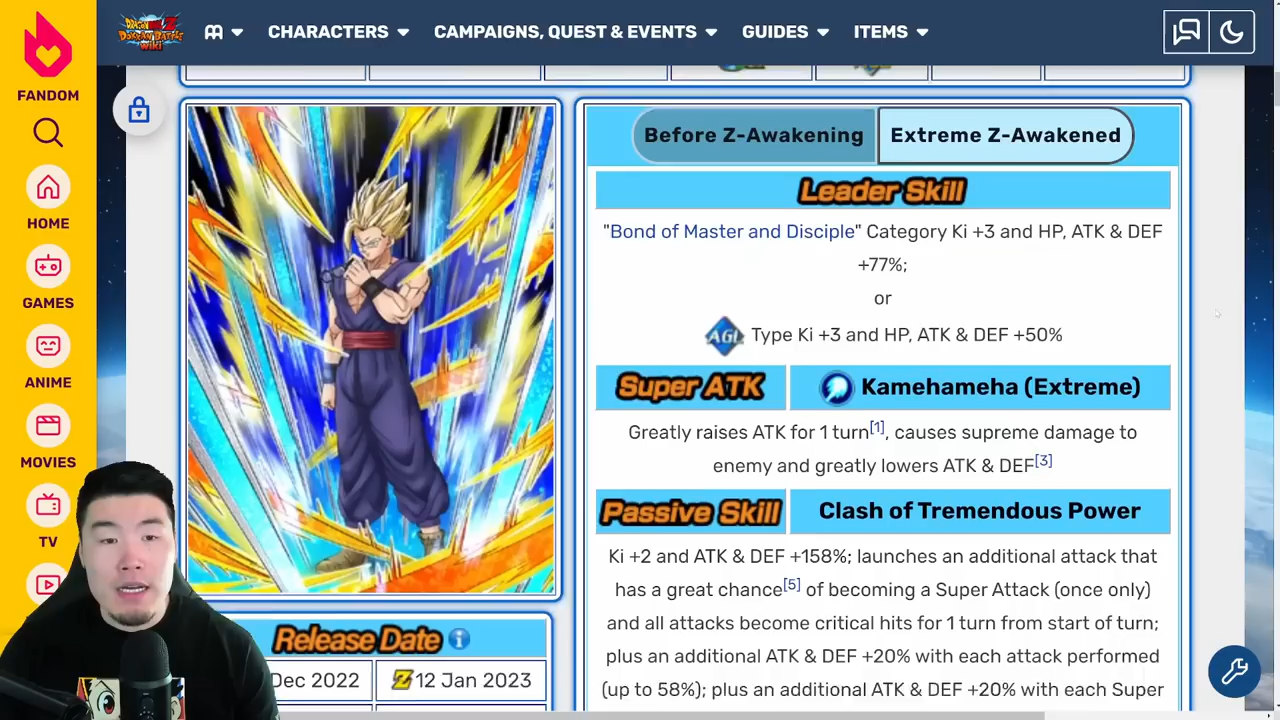 DRAGON BALL Z
DOKKAN BATTLE
WIKI
CHARACTERS
CAMPAIGNS, QUEST & EVENTS
GUIDES
ITEMS
FANDOM
HOME
GAMES
ANIME
MOVIES
TV
Before Z-Awakening
Extreme Z-Awakened
Leader Skill
"Bond of Master and Disciple" Category Ki +3 and HP, ATK & DEF
+77%;
or
AGL Type Ki +3 and HP, ATK & DEF +50%
Super ATK
Kamehameha (Extreme)
Greatly raises ATK for 1 turn[1], causes supreme damage to
enemy and greatly lowers ATK & DEF[3]
Passive Skill
Clash of Tremendous Power
Ki +2 and ATK & DEF +158%; launches an additional attack that
has a great chance[5] of becoming a Super Attack (once only)
and all attacks become critical hits for 1 turn from start of turn;
plus an additional ATK & DEF +20% with each attack performed
(up to 58%); plus an additional ATK & DEF +20% with each Super
Release Date
Dec 2022
Z 12 Jan 2023